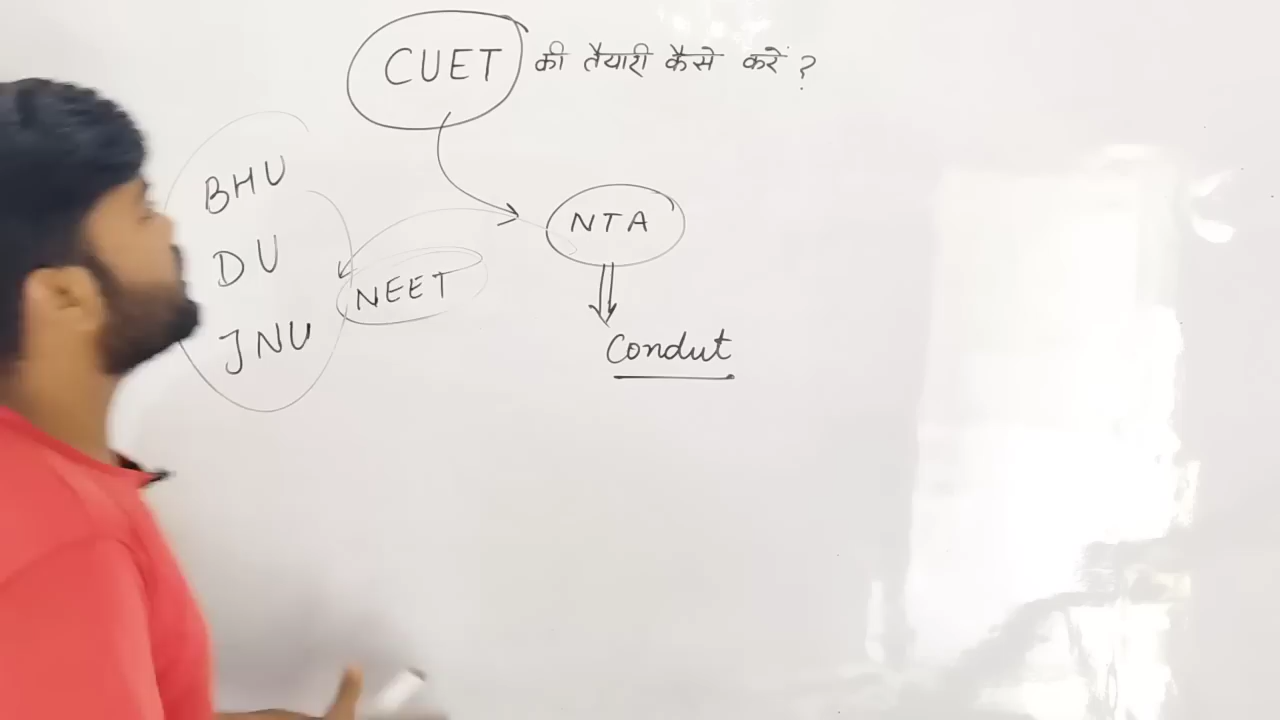 CUET की तैयारी कैसे करें ?
BHU
DU
JNU
NEET
NTA
Condut